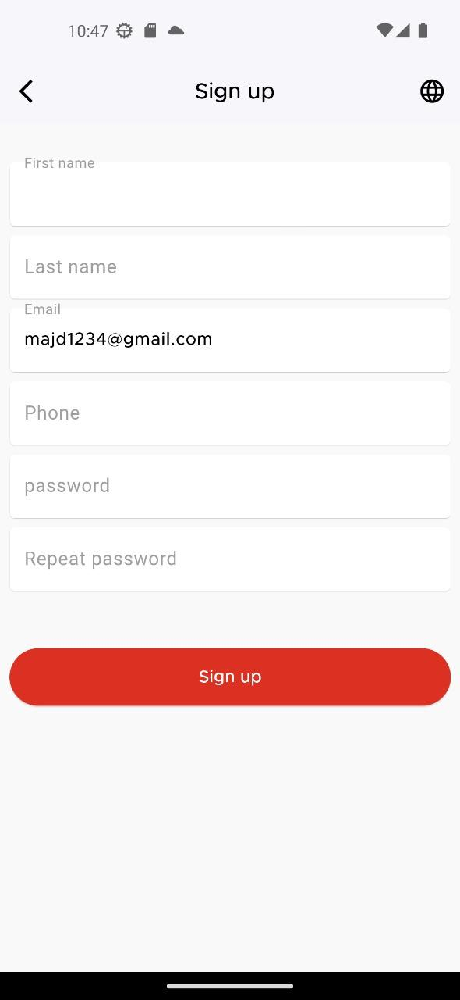 10:47
Sign up
First name
Last name
Email
majd1234@gmail.com
Phone
password
Repeat password
Sign up